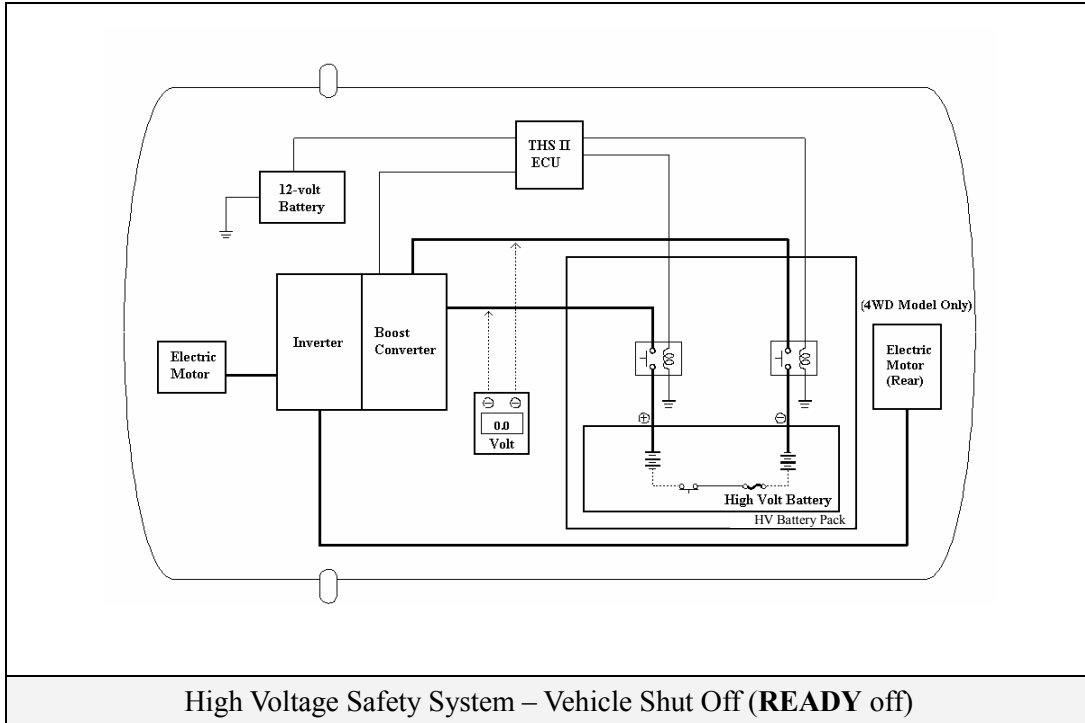 THS II
ECU
12-volt
Battery
(4WD Model Only)
Inverter
Boost
Converter
Electric
Motor
Electric
Motor
(Rear)
0.0
Volt
High Volt Battery
HV Battery Pack
High Voltage Safety System – Vehicle Shut Off (READY off)